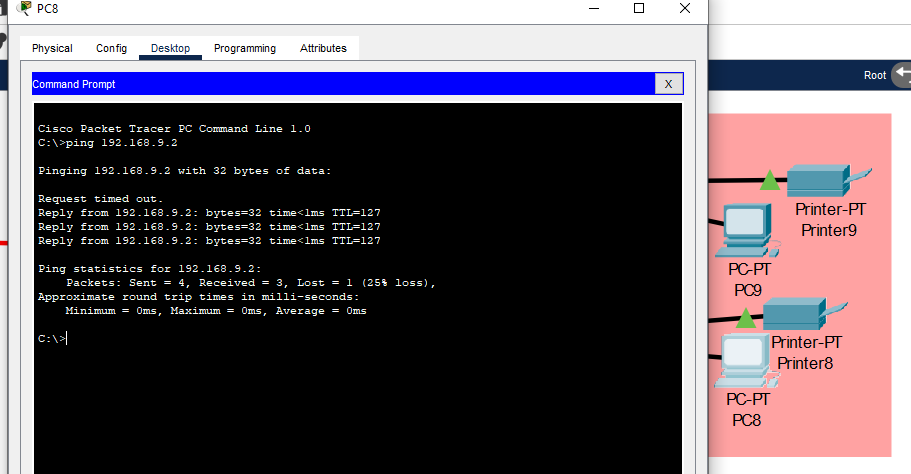 PC8
Physical Config Desktop Programming Attributes
Command Prompt
X
Cisco Packet Tracer PC Command Line 1.0
C:\>ping 192.168.9.2
Pinging 192.168.9.2 with 32 bytes of data:
Request timed out.
Reply from 192.168.9.2: bytes=32 time<1ms TTL=127
Reply from 192.168.9.2: bytes=32 time<1ms TTL=127
Reply from 192.168.9.2: bytes=32 time<1ms TTL=127
Ping statistics for 192.168.9.2:
Packets: Sent = 4, Received = 3, Lost = 1 (25% loss),
Approximate round trip times in milli-seconds:
Minimum = 0ms, Maximum = 0ms, Average = 0ms
C:\>
Root
Printer-PT
Printer9
PC-PT
PC9
Printer-PT
Printer8
PC-PT
PC8